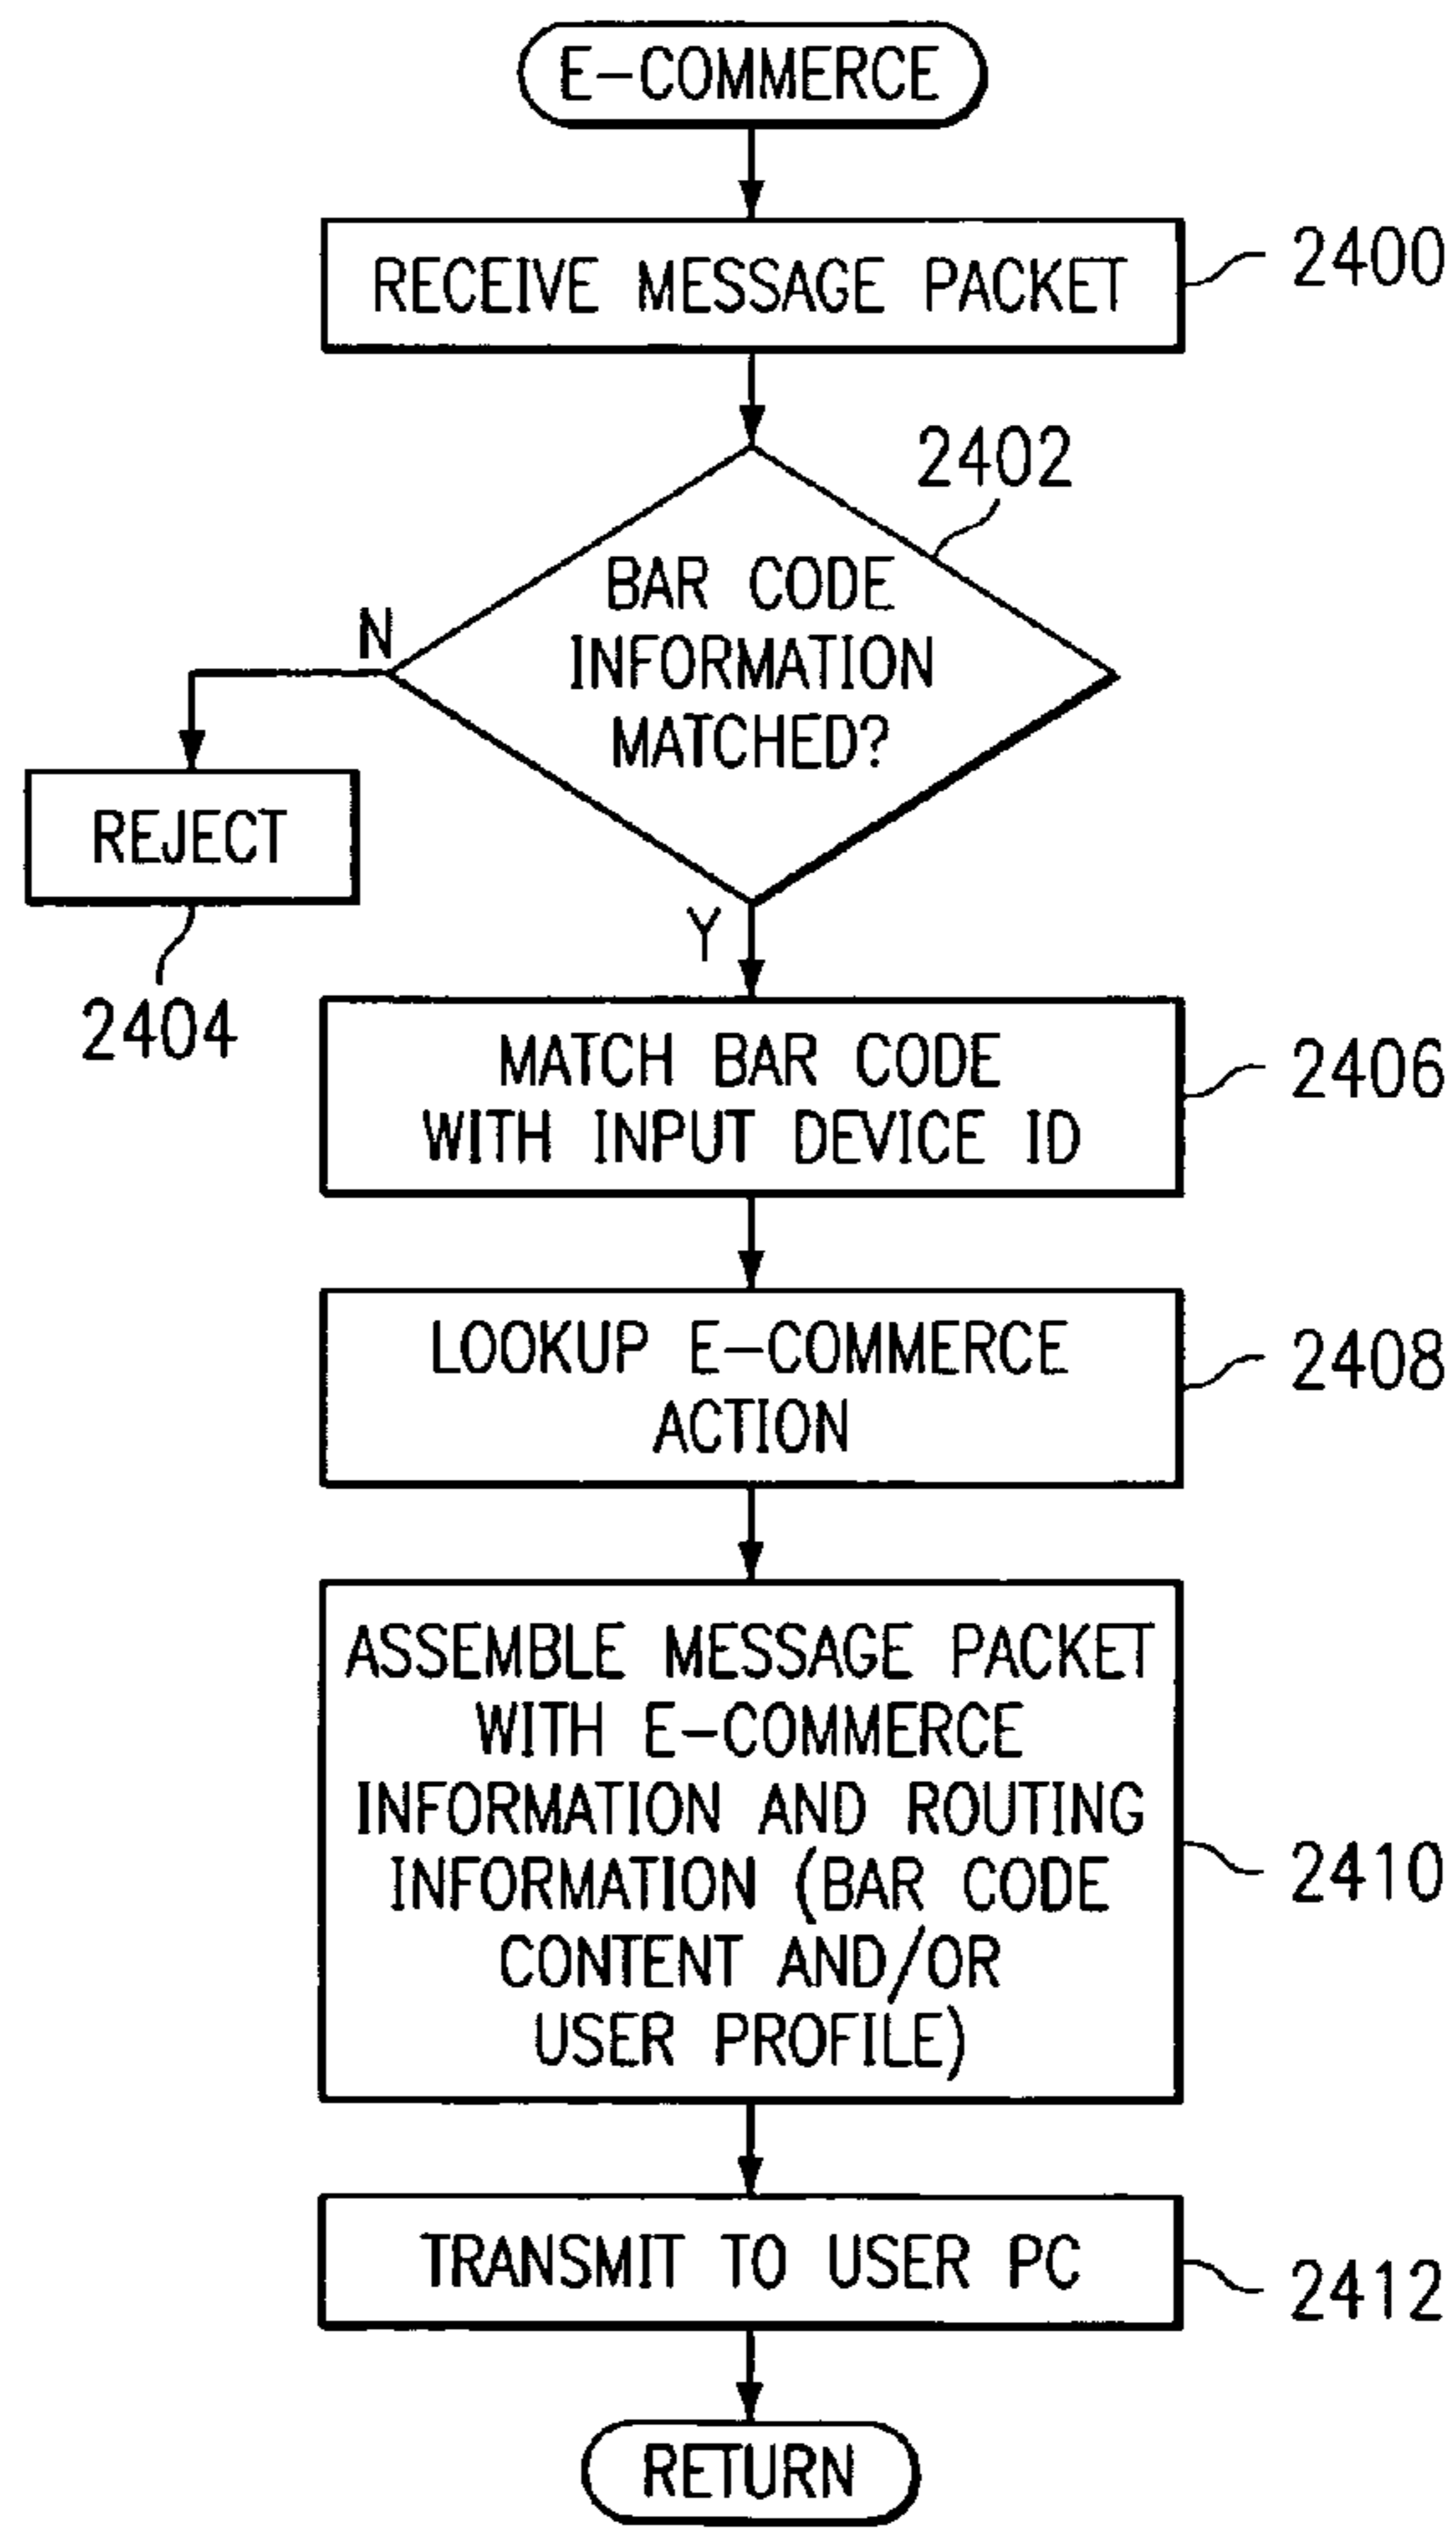 E-COMMERCE
RECEIVE MESSAGE PACKET
2400
2402
BAR CODE
INFORMATION
MATCHED?
N
REJECT
2404
Y
MATCH BAR CODE
WITH INPUT DEVICE ID
2406
LOOKUP E-COMMERCE
ACTION
2408
ASSEMBLE MESSAGE PACKET
WITH E-COMMERCE
INFORMATION AND ROUTING
INFORMATION (BAR CODE
CONTENT AND/OR
USER PROFILE)
2410
TRANSMIT TO USER PC
2412
RETURN